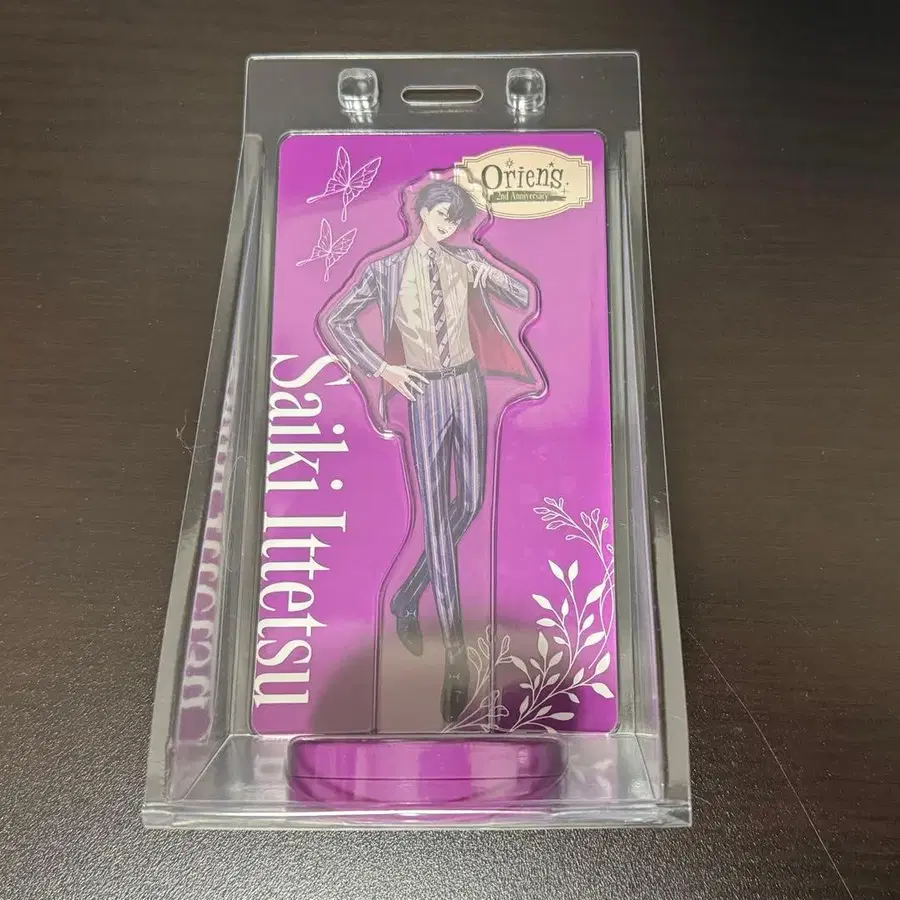 Oriens
2nd Anniversary
Saiki Ittetsu